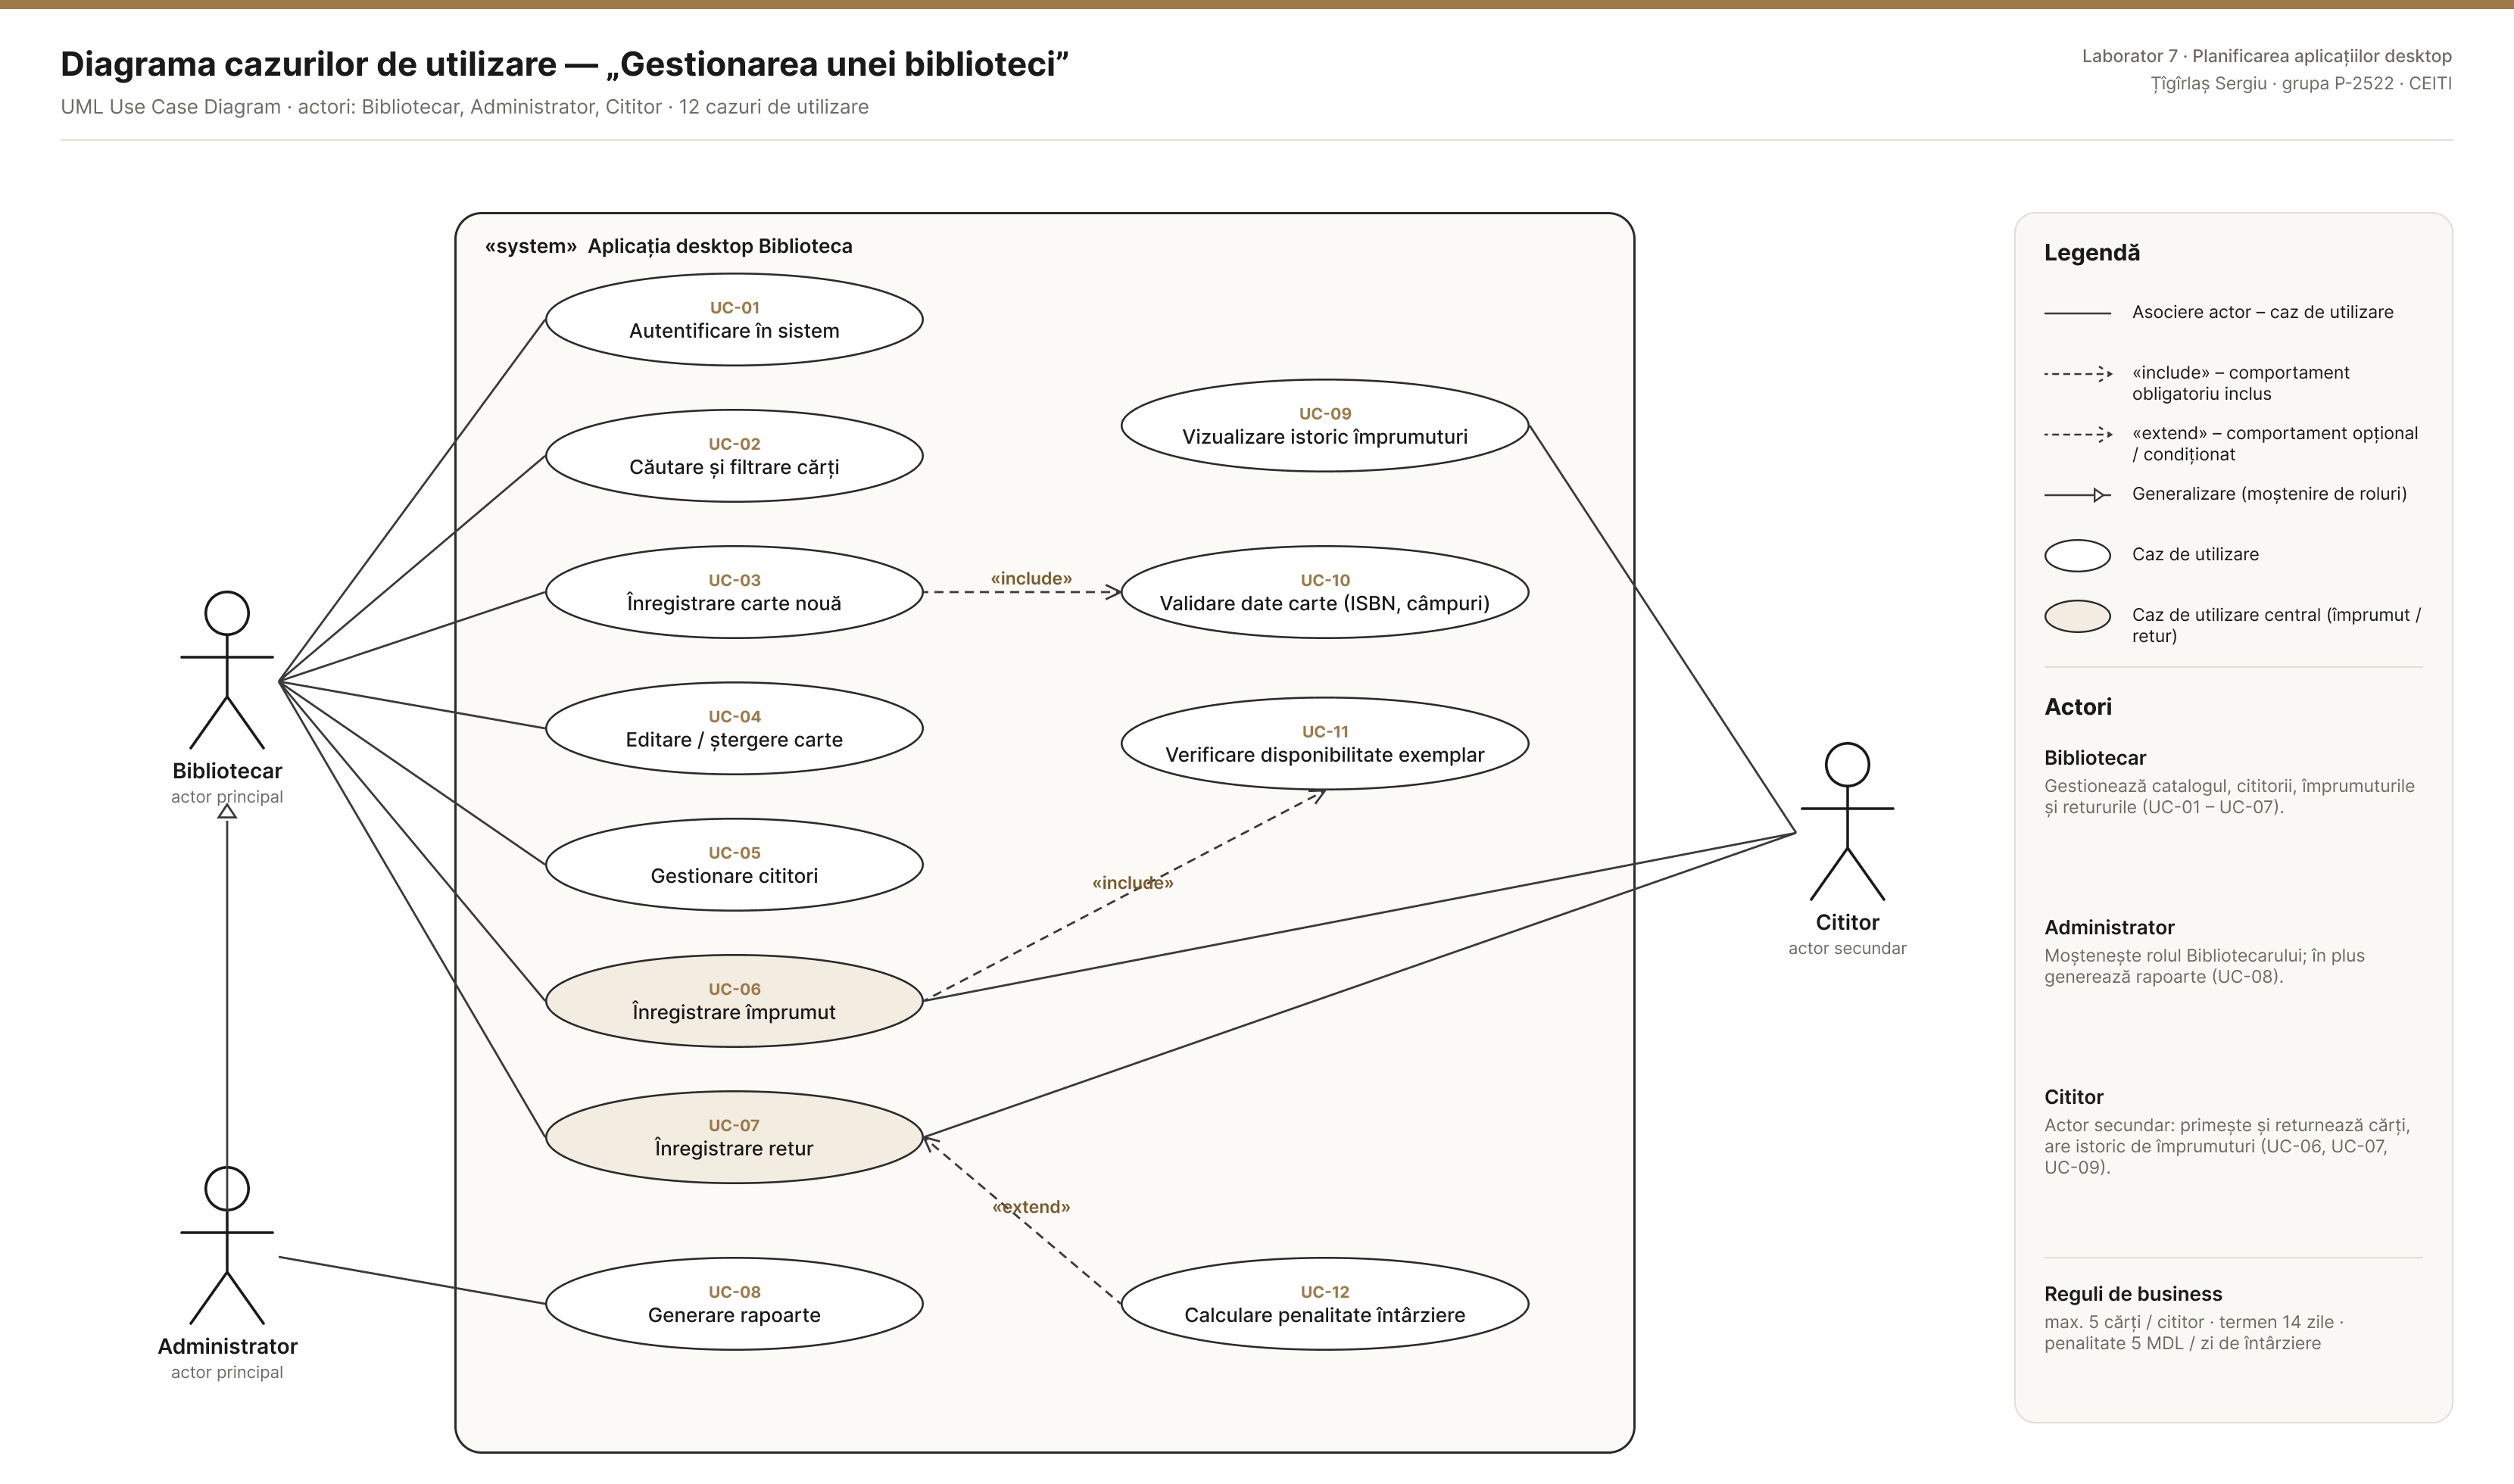 Diagrama cazurilor de utilizare — „Gestionarea unei biblioteci”
UML Use Case Diagram · actori: Bibliotecar, Administrator, Cititor · 12 cazuri de utilizare
Laborator 7 · Planificarea aplicațiilor desktop
Țîgîrlaș Sergiu · grupa P-2522 · CEITI
«system» Aplicația desktop Biblioteca
UC-01
Autentificare în sistem
UC-02
Căutare și filtrare cărți
UC-03
Înregistrare carte nouă
UC-04
Editare / ștergere carte
UC-05
Gestionare cititori
UC-06
Înregistrare împrumut
UC-07
Înregistrare retur
UC-08
Generare rapoarte
UC-09
Vizualizare istoric împrumuturi
«include»
UC-10
Validare date carte (ISBN, câmpuri)
UC-11
Verificare disponibilitate exemplar
«include»
«extend»
UC-12
Calculare penalitate întârziere
Bibliotecar
actor principal
Administrator
actor principal
Cititor
actor secundar
Legendă
Asociere actor – caz de utilizare
«include» – comportament
obligatoriu inclus
«extend» – comportament opțional
/ condiționat
Generalizare (moștenire de roluri)
Caz de utilizare
Caz de utilizare central (împrumut /
retur)
Actori
Bibliotecar
Gestionează catalogul, cititorii, împrumuturile
și retururile (UC-01 – UC-07).
Administrator
Moștenește rolul Bibliotecarului; în plus
generează rapoarte (UC-08).
Cititor
Actor secundar: primește și returnează cărți,
are istoric de împrumuturi (UC-06, UC-07,
UC-09).
Reguli de business
max. 5 cărți / cititor · termen 14 zile ·
penalitate 5 MDL / zi de întârziere